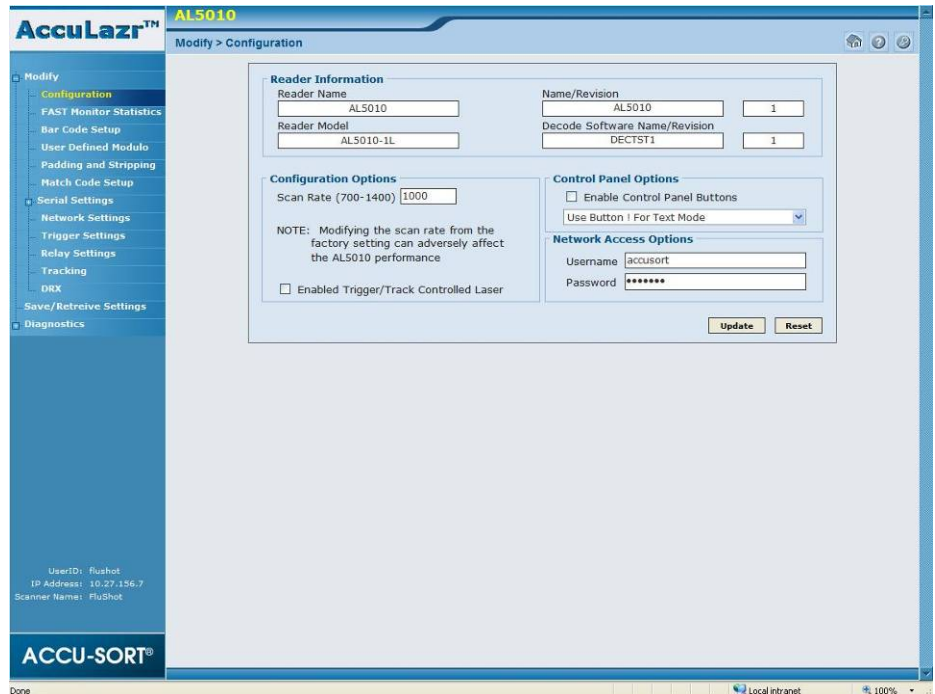 AccuLazr™
AL5010
Modify > Configuration
Modify
Configuration
FAST Monitor Statistics
Bar Code Setup
User Defined Modulo
Padding and Stripping
Match Code Setup
Serial Settings
Network Settings
Trigger Settings
Relay Settings
Tracking
DRX
Save/Retreive Settings
Diagnostics
Reader Information
Reader Name
Name/Revision
AL5010
AL5010
1
Reader Model
Decode Software Name/Revision
AL5010-1L
DECTST1
1
Configuration Options
Scan Rate (700-1400) 1000
NOTE: Modifying the scan rate from the
factory setting can adversely affect
the AL5010 performance
Enabled Trigger/Track Controlled Laser
Control Panel Options
Enable Control Panel Buttons
Use Button ! For Text Mode
Network Access Options
Username accusort
Password •••••••
Update Reset
UserID: flushot
IP Address: 10.27.156.7
Scanner Name: FluShot
ACCU-SORT®
Done
Local intranet
100%